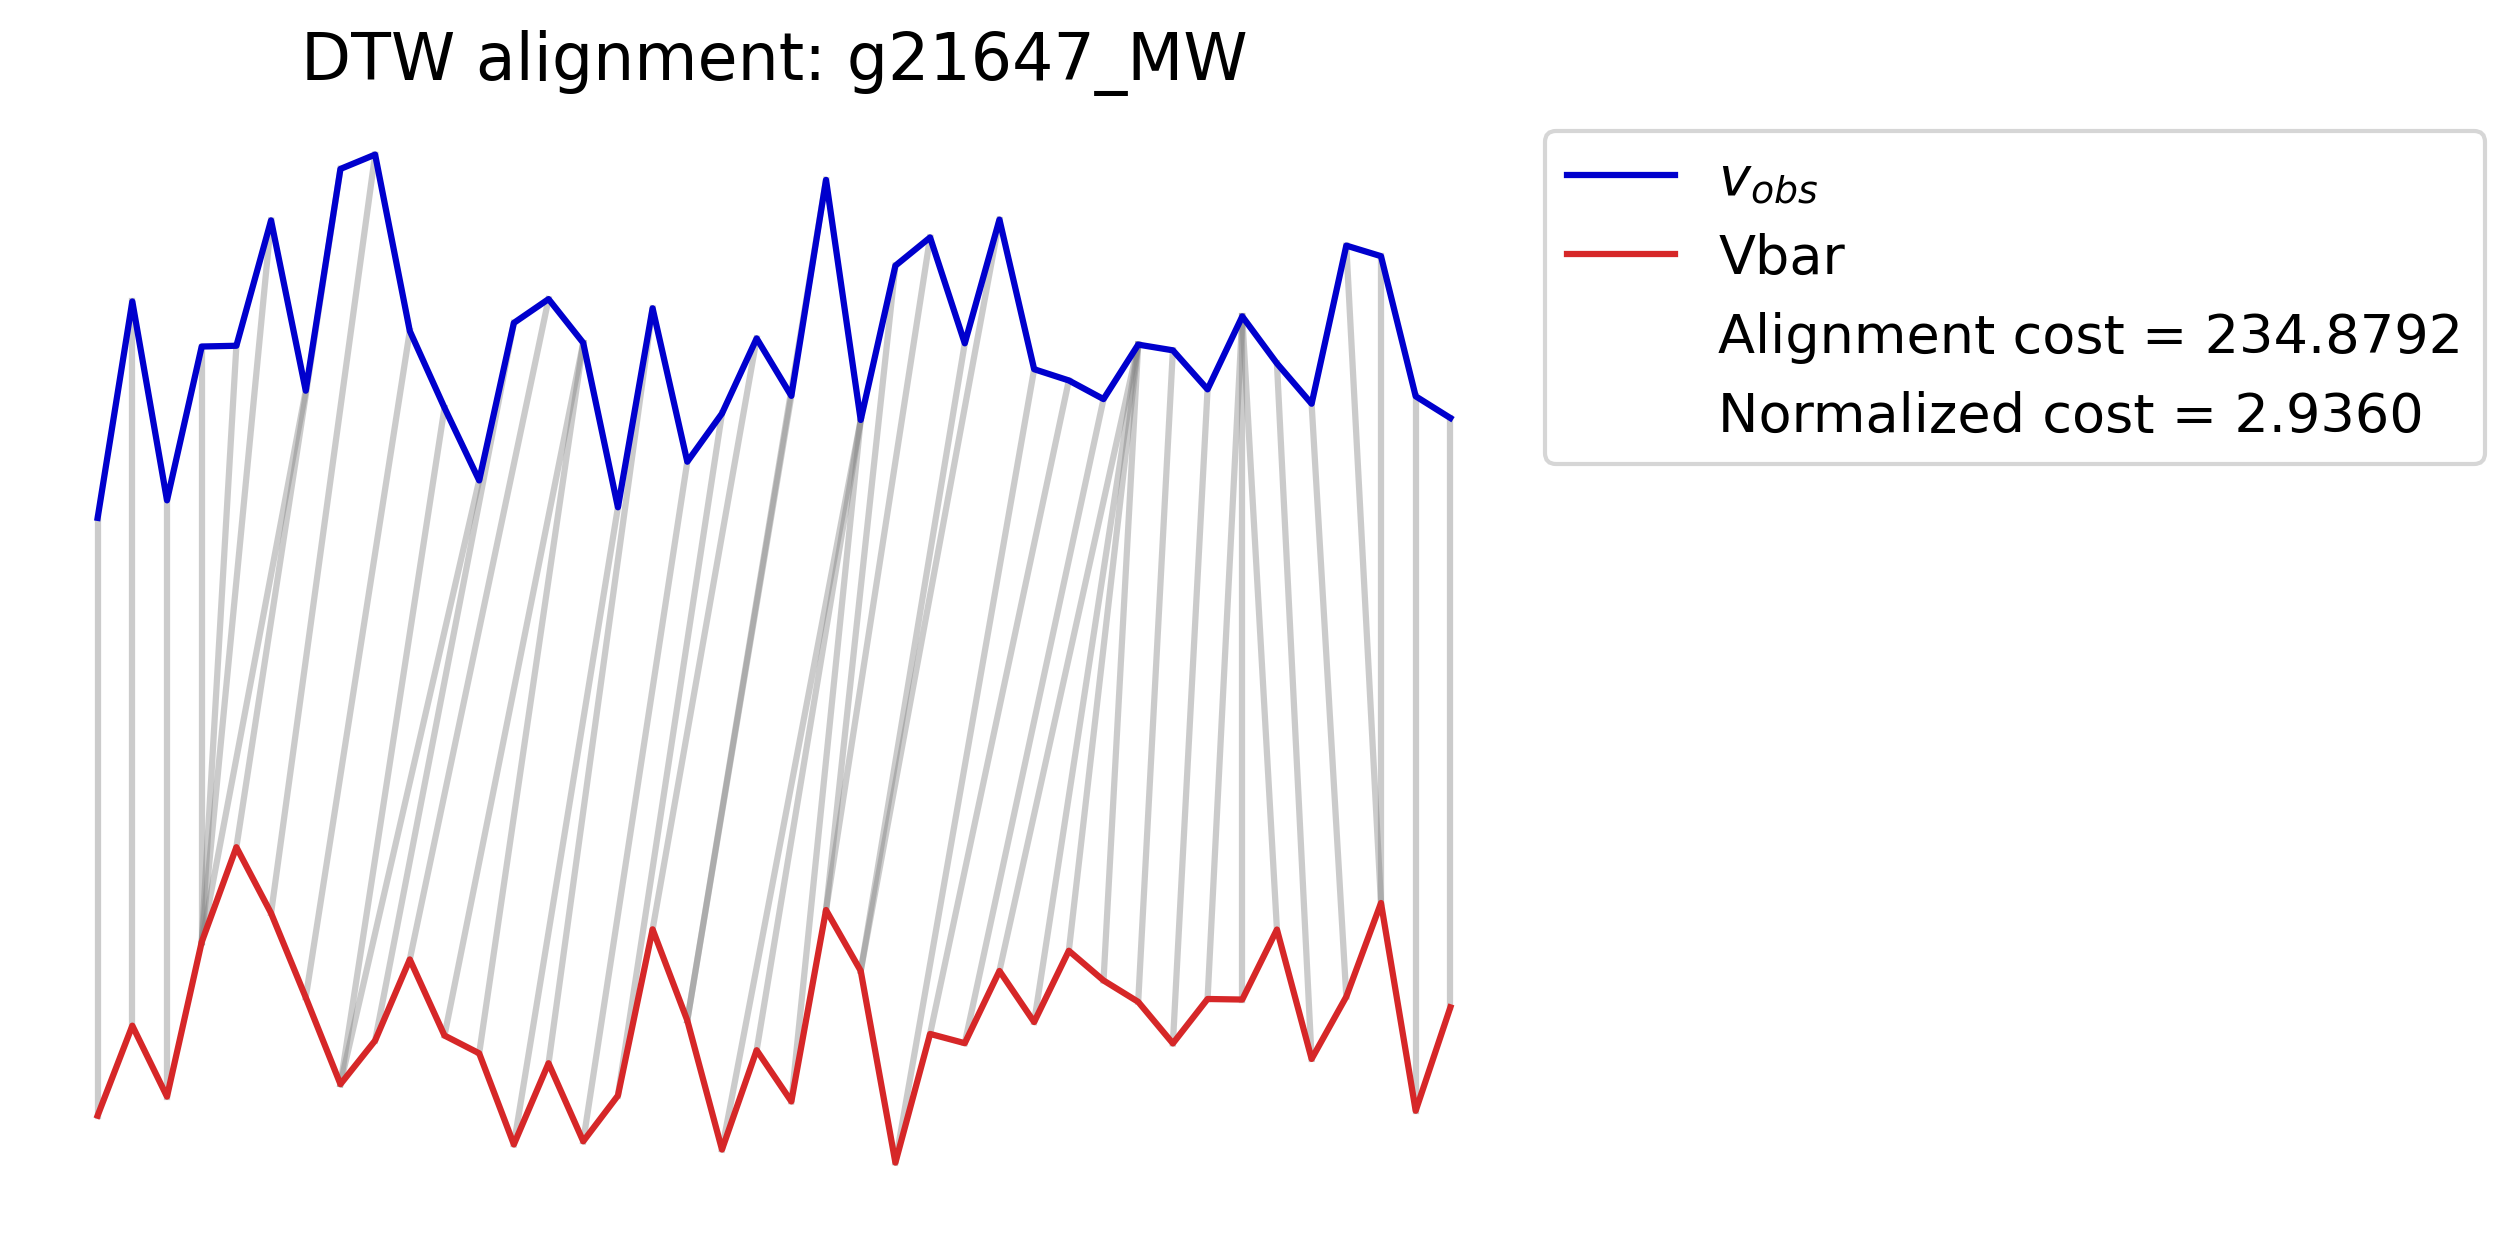 DTW alignment: g21647_MW
v_obs
Vbar
Alignment cost = 234.8792
Normalized cost = 2.9360